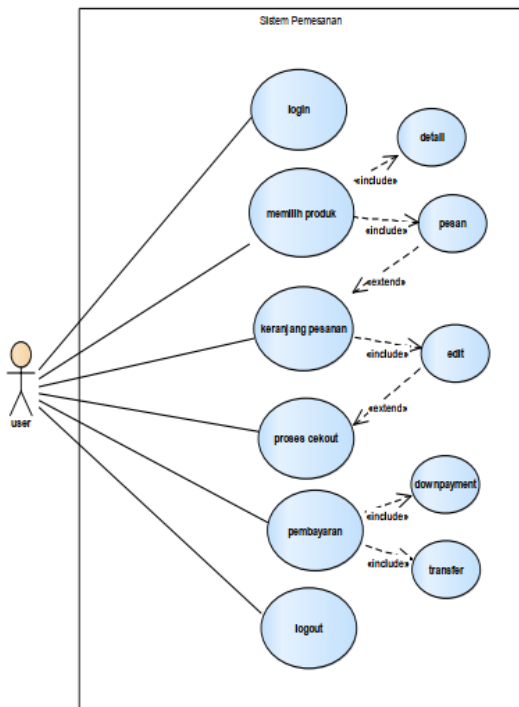 Sistem Pemesanan
login
detail
«include»
memilih produk
«include»
pesan
«extend»
keranjang pesanan
«include»
edit
«extend»
user
proses cekout
downpayment
«include»
pembayaran
«include»
transfer
logout